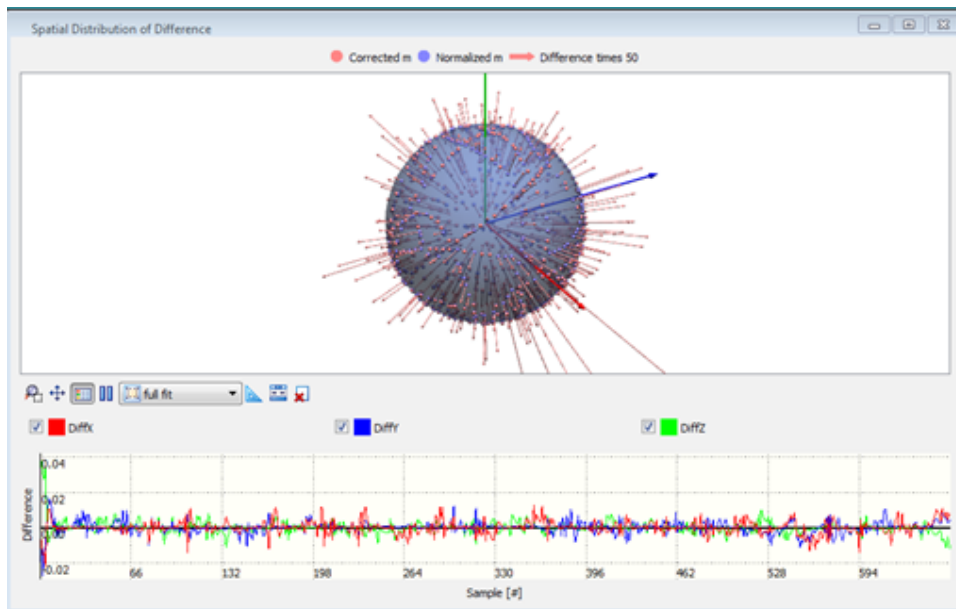 Spatial Distribution of Difference
Corrected m Normalized m Difference times 50
full fit
DiffX DiffY DiffZ
0.04
0.02
0.00
-0.02
Difference
66 132 198 264 330 396 462 528 594
Sample [#]